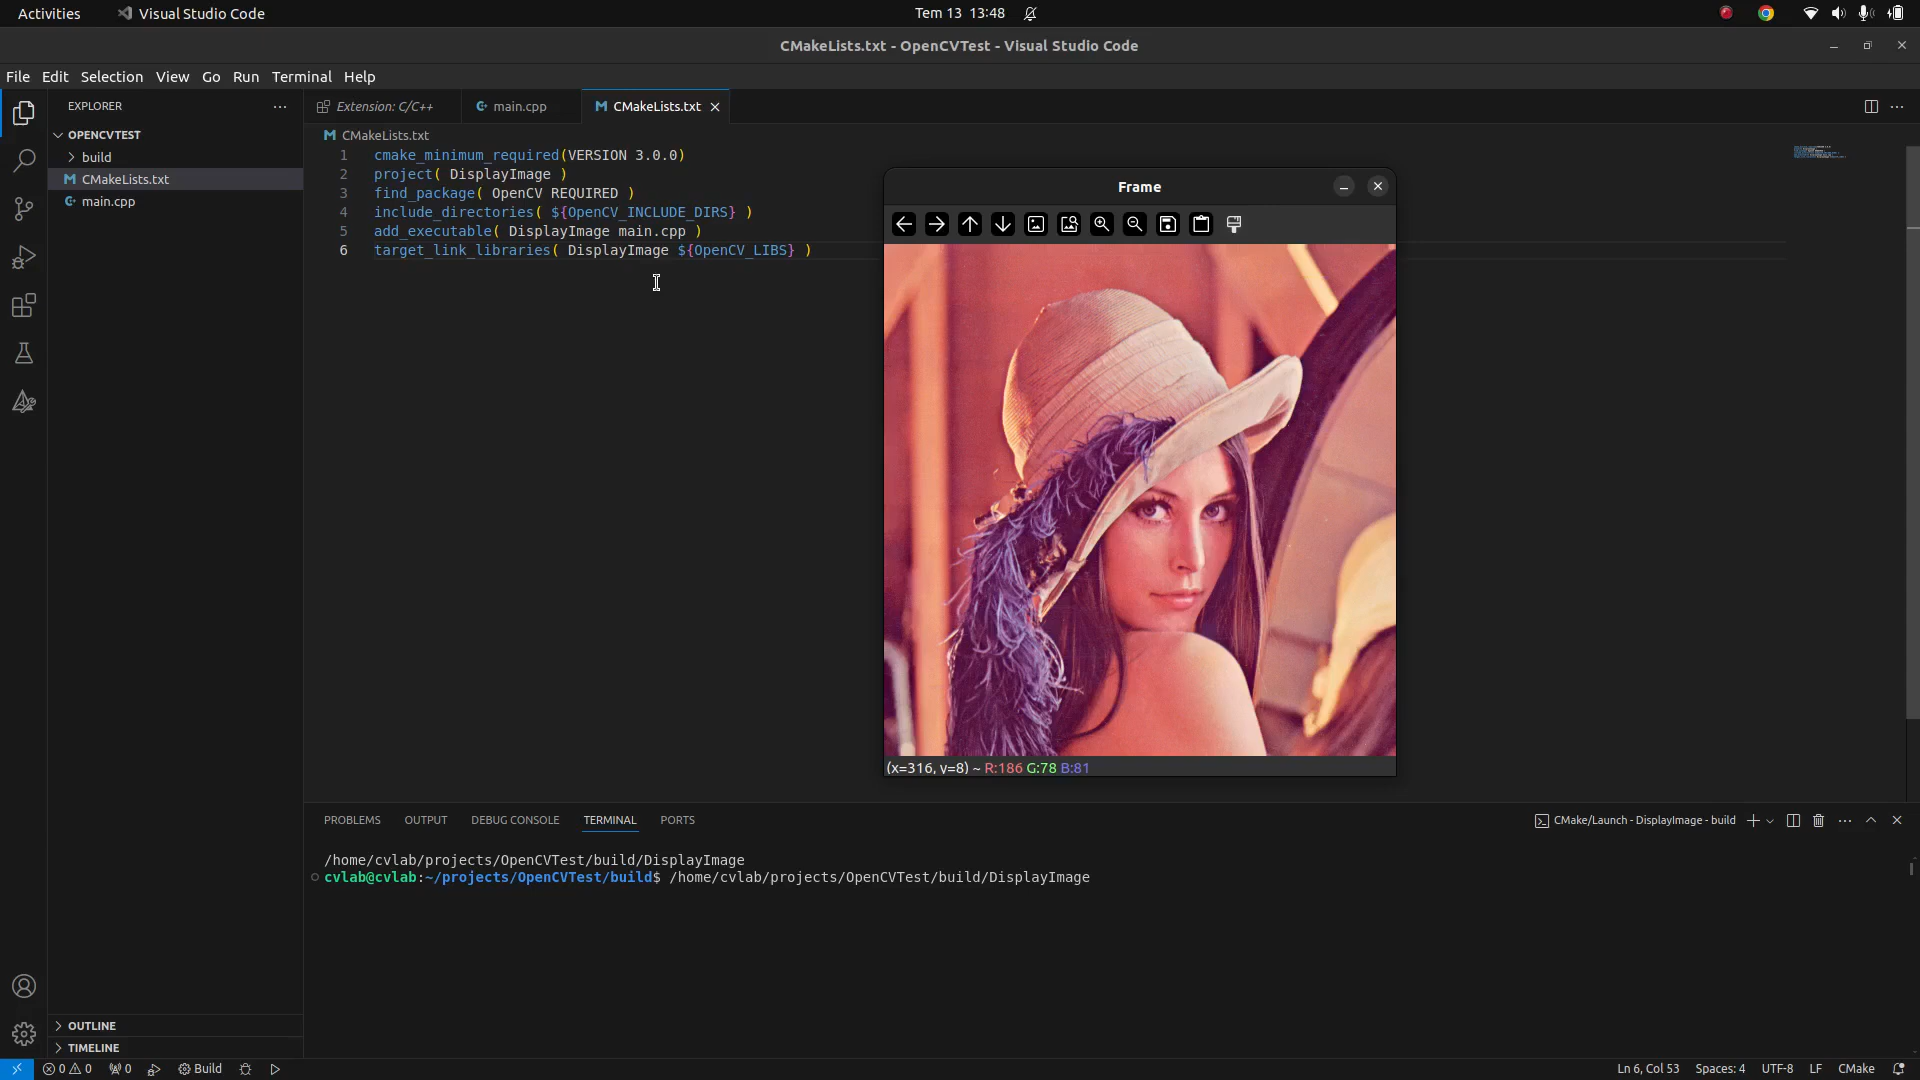 Activities
Visual Studio Code
Tem 13 13:48
CMakeLists.txt - OpenCVTest - Visual Studio Code
File Edit Selection View Go Run Terminal Help
EXPLORER
Extension: C/C++
main.cpp
CMakeLists.txt
OPENCVTEST
build
CMakeLists.txt
main.cpp
CMakeLists.txt
1 cmake_minimum_required(VERSION 3.0.0)
2 project( DisplayImage )
3 find_package( OpenCV REQUIRED )
4 include_directories( ${OpenCV_INCLUDE_DIRS} )
5 add_executable( DisplayImage main.cpp )
6 target_link_libraries( DisplayImage ${OpenCV_LIBS} )
Frame
(x=316, y=8) ~ R:186 G:78 B:81
PROBLEMS OUTPUT DEBUG CONSOLE TERMINAL PORTS
CMake/Launch - DisplayImage - build
/home/cvlab/projects/OpenCVTest/build/DisplayImage
cvlab@cvlab:~/projects/OpenCVTest/build$ /home/cvlab/projects/OpenCVTest/build/DisplayImage
OUTLINE
TIMELINE
0 0 0 Build
Ln 6, Col 53 Spaces: 4 UTF-8 LF CMake